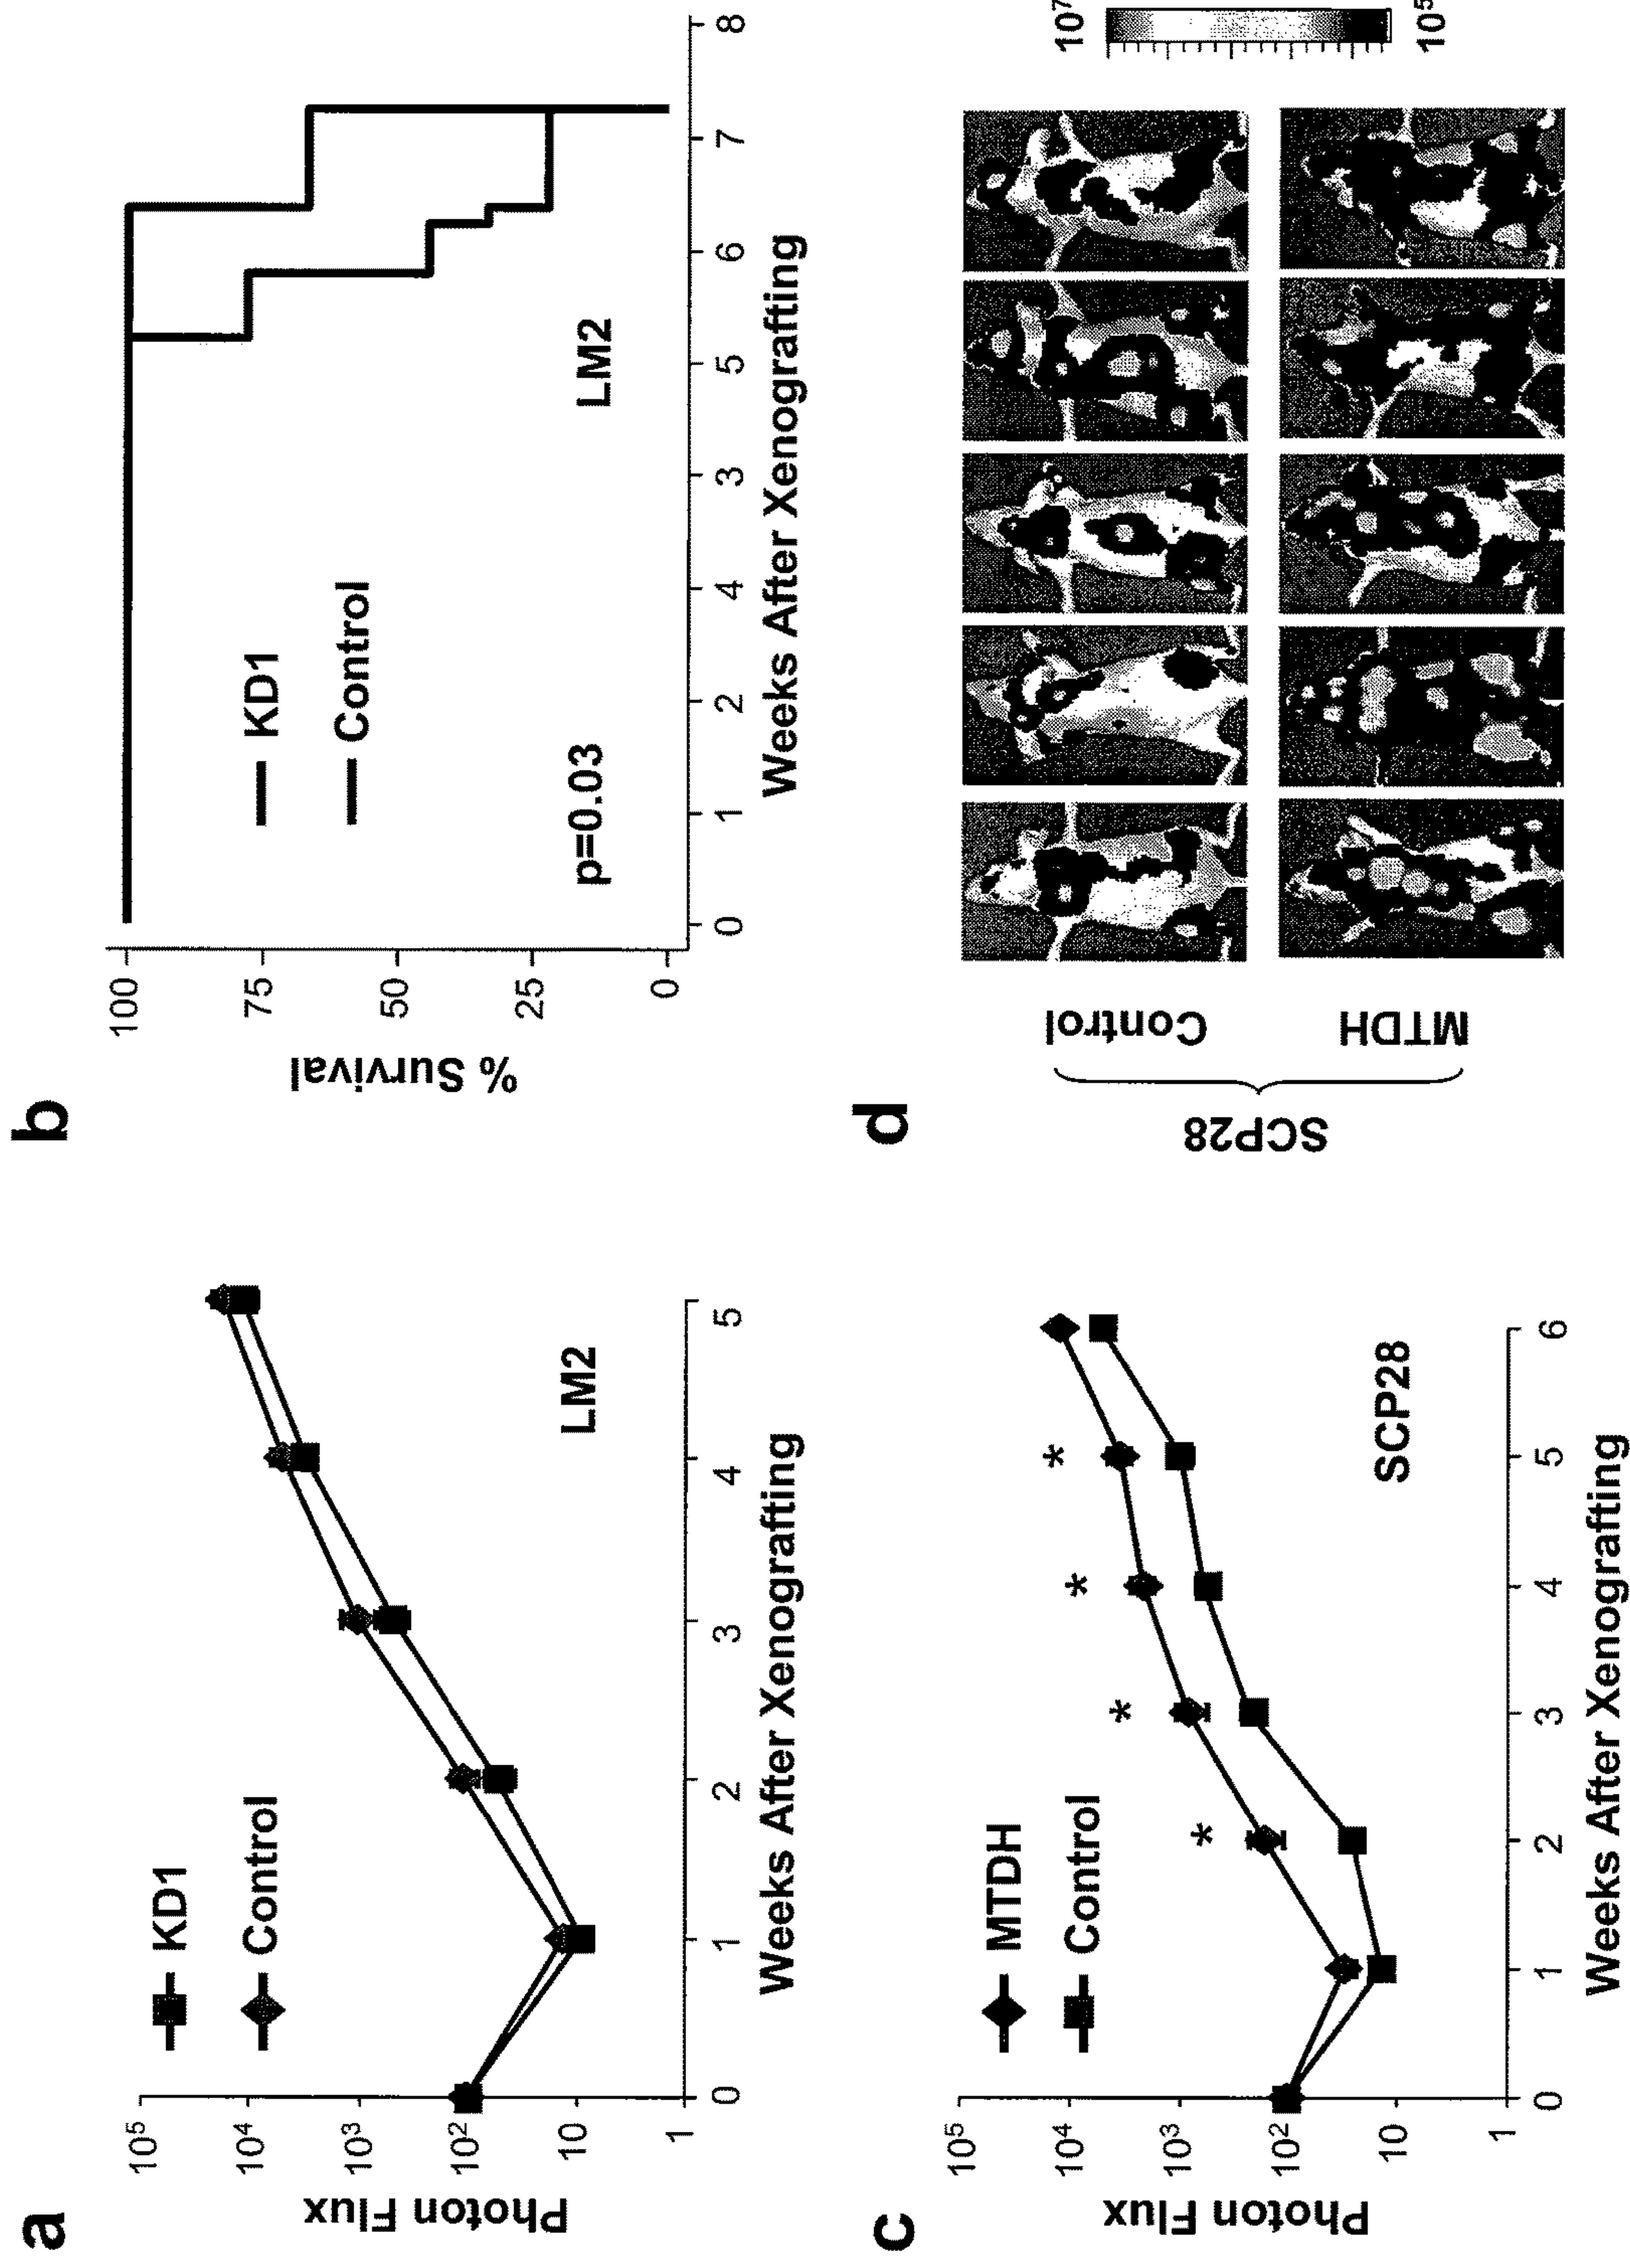 a
Photon Flux
10⁵
10⁴
10³
10²
10
1
KD1
Control
LM2
0 1 2 3 4 5
Weeks After Xenografting
b
% Survival
100
75
50
25
0
KD1
Control
p=0.03
LM2
0 1 2 4 3 5 6 7 8
Weeks After Xenografting
c
Photon Flux
10⁵
10⁴
10³
10²
10
1
MTDH
Control
* * * *
SCP28
0 1 2 3 4 5 6
Weeks After Xenografting
d
SCP28
Control
MTDH
10⁷
10⁵